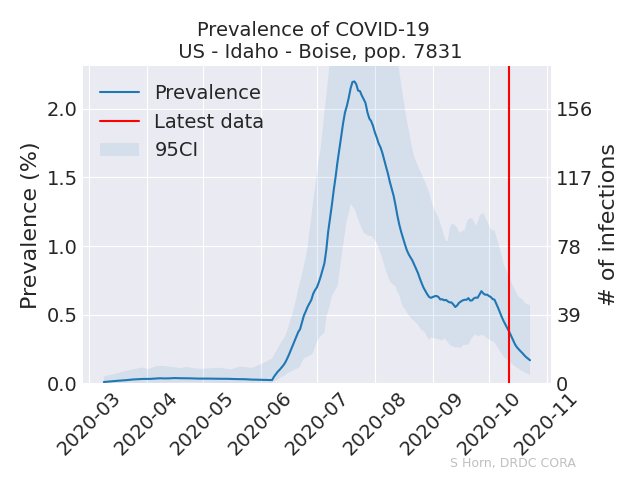 Prevalence of COVID-19
US - Idaho - Boise, pop. 7831
Prevalence
Latest data
95CI
Prevalence (%)
2.0
1.5
1.0
0.5
0.0
# of infections
156
117
78
39
0
2020-03
2020-04
2020-05
2020-06
2020-07
2020-08
2020-09
2020-10
2020-11
S Horn, DRDC CORA